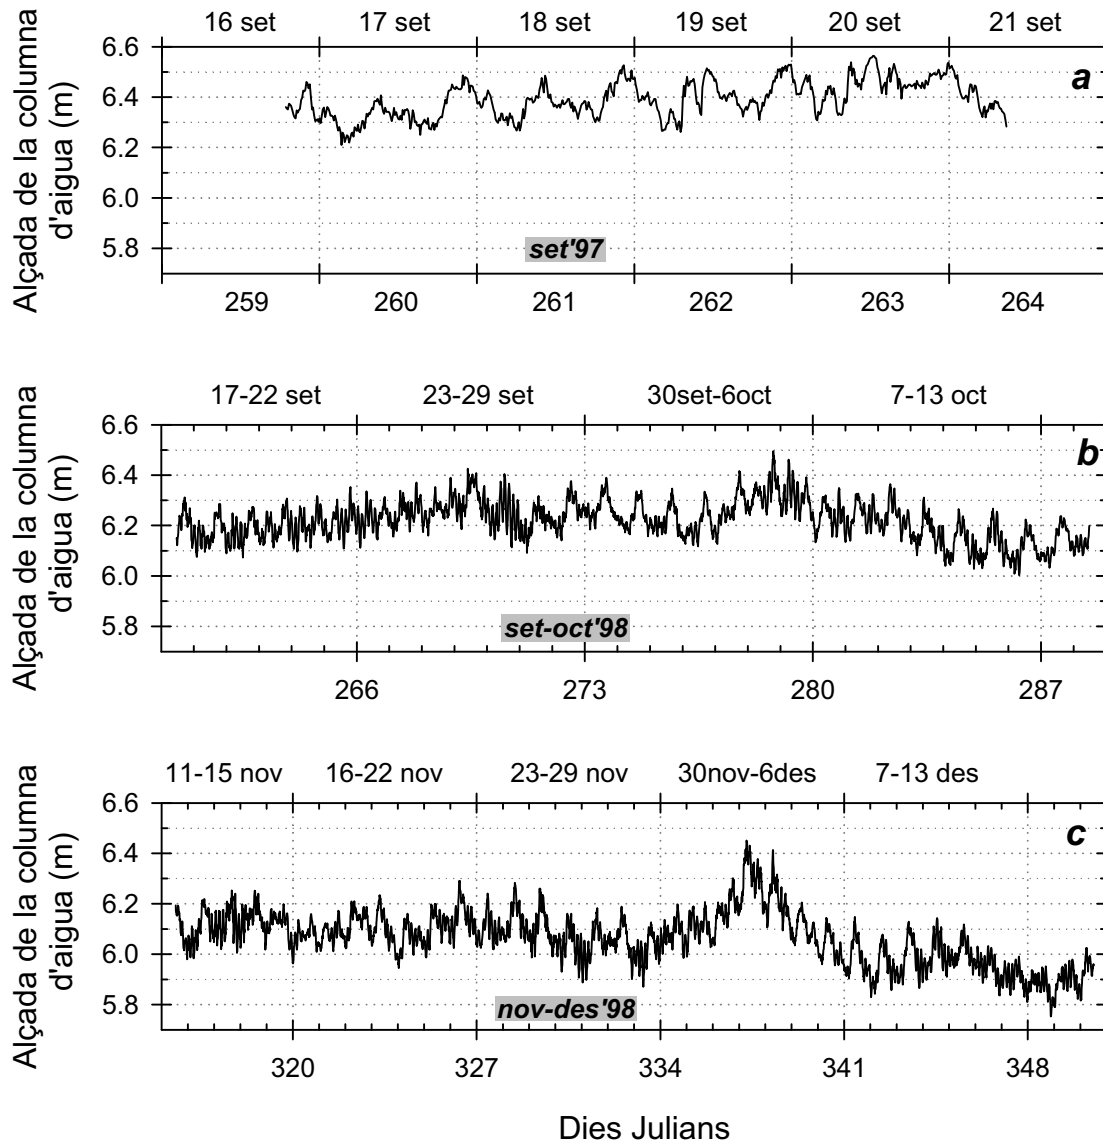 16 set 17 set 18 set 19 set 20 set 21 set
Alçada de la columna
d'aigua (m)
6.6
6.4
6.2
6.0
5.8
a
set'97
259 260 261 262 263 264
17-22 set 23-29 set 30set-6oct 7-13 oct
Alçada de la columna
d'aigua (m)
6.6
6.4
6.2
6.0
5.8
b
set-oct'98
266 273 280 287
11-15 nov 16-22 nov 23-29 nov 30nov-6des 7-13 des
Alçada de la columna
d'aigua (m)
6.6
6.4
6.2
6.0
5.8
c
nov-des'98
320 327 334 341 348
Dies Julians